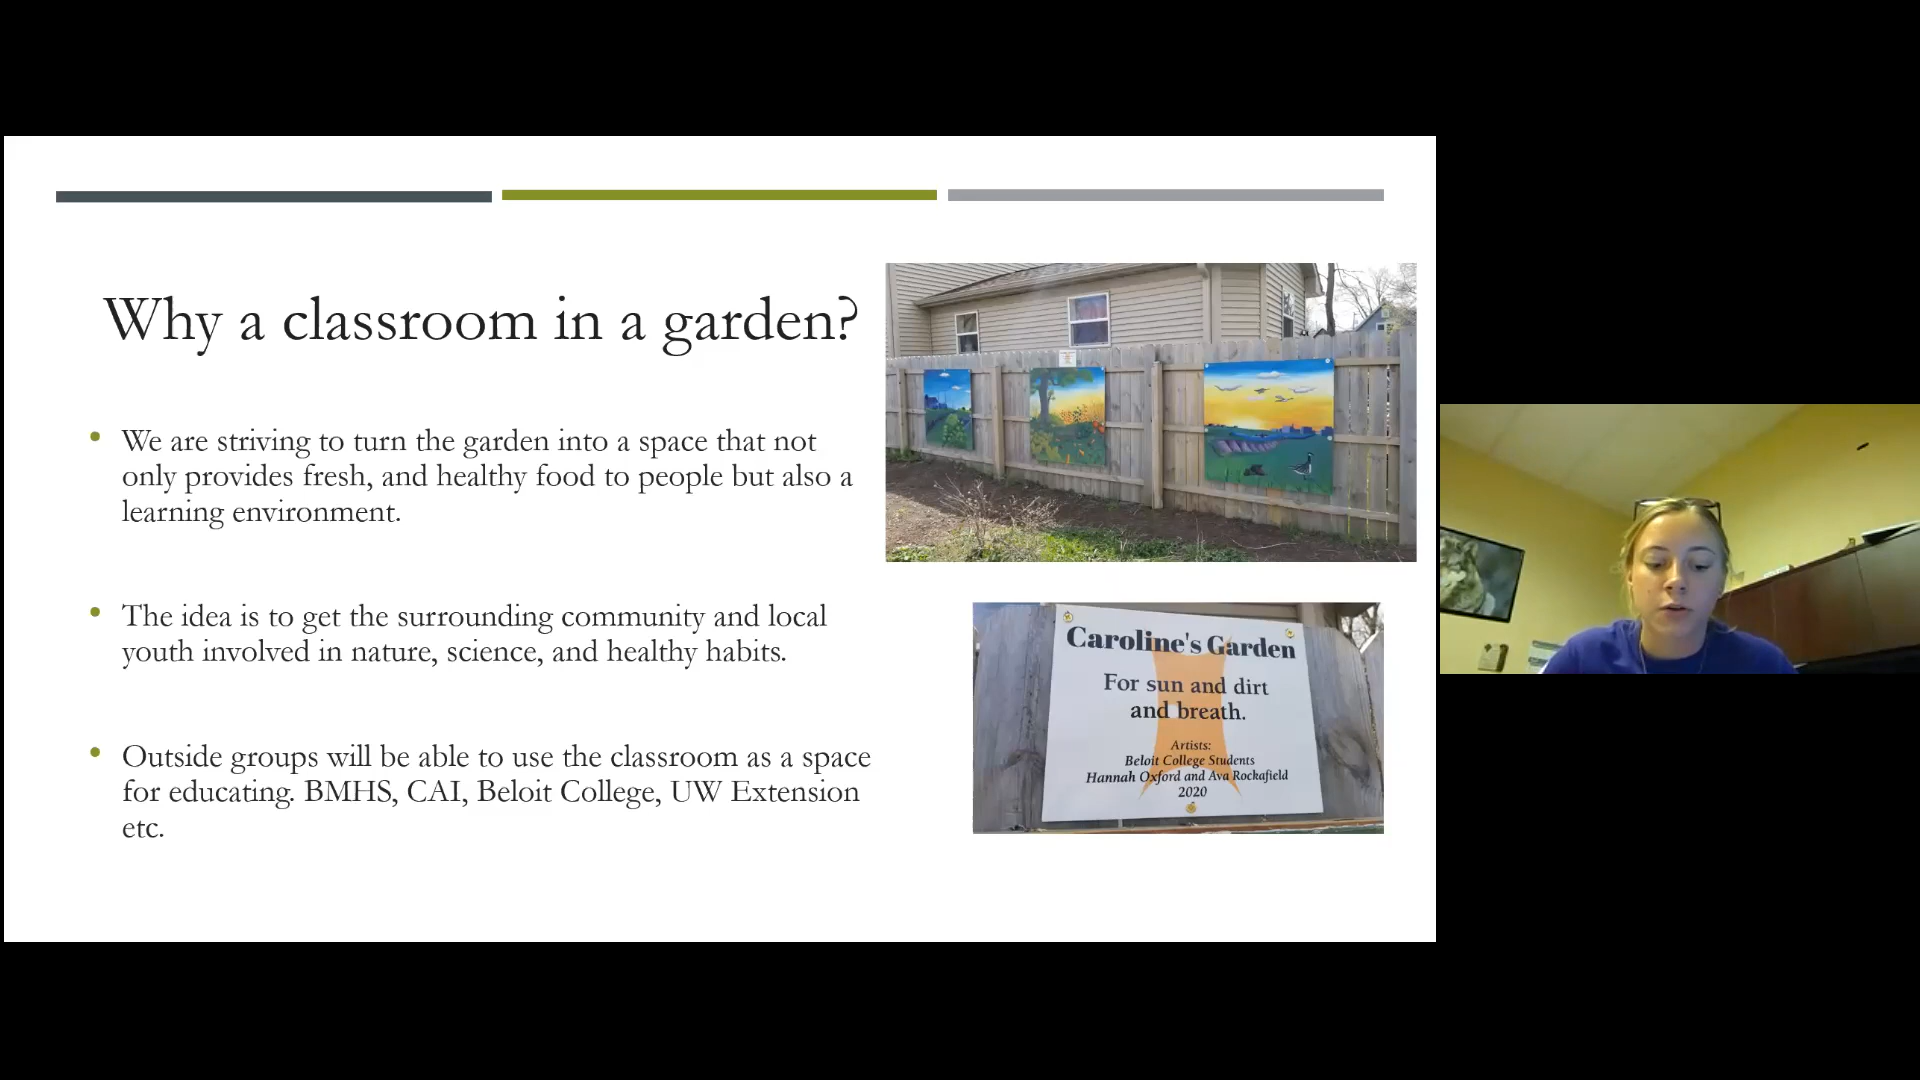 Why a classroom in a garden?
• We are striving to turn the garden into a space that not
only provides fresh, and healthy food to people but also a
learning environment.
• The idea is to get the surrounding community and local
youth involved in nature, science, and healthy habits.
• Outside groups will be able to use the classroom as a space
for educating. BMHS, CAI, Beloit College, UW Extension
etc.
Caroline's Garden
For sun and dirt
and breath.
Artists:
Beloit College Students
Hannah Oxford and Ava Rockafield
2020